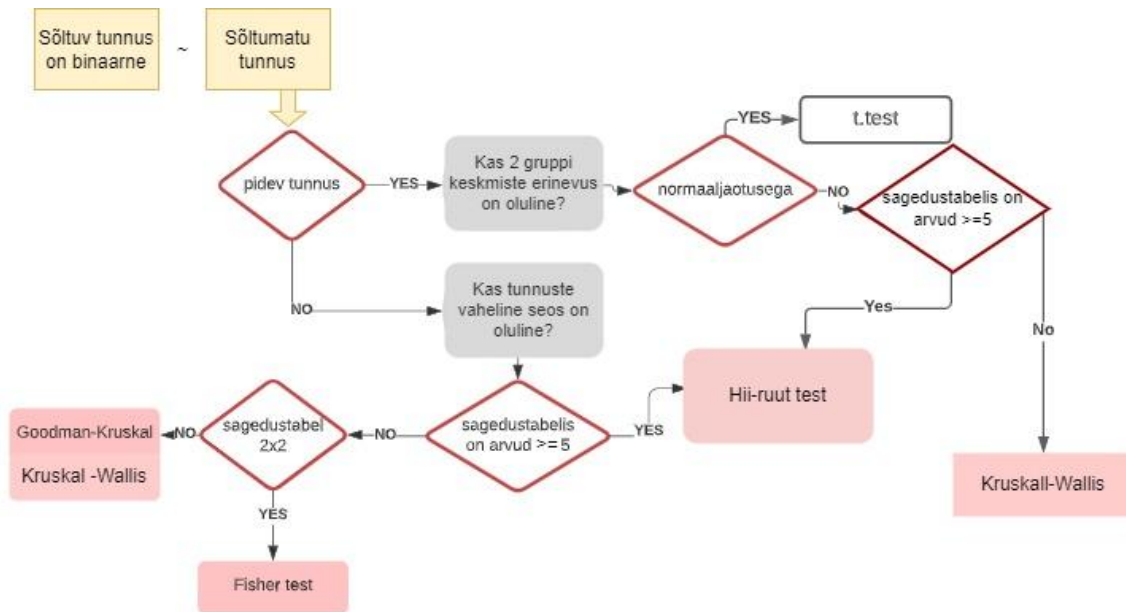 Sõltuv tunnus
on binaarne
~
Sõltumatu
tunnus
YES
t.test
pidev tunnus
YES
Kas 2 gruppi
keskmiste erinevus
on oluline?
normaaljaotusega
NO
sagedustabelis on
arvud >=5
NO
Kas tunnuste
vaheline seos on
oluline?
Yes
No
Hii-ruut test
Goodman-Kruskal
Kruskal -Wallis
NO
sagedustabel
2x2
NO
sagedustabelis
on arvud >= 5
YES
Kruskall-Wallis
YES
Fisher test